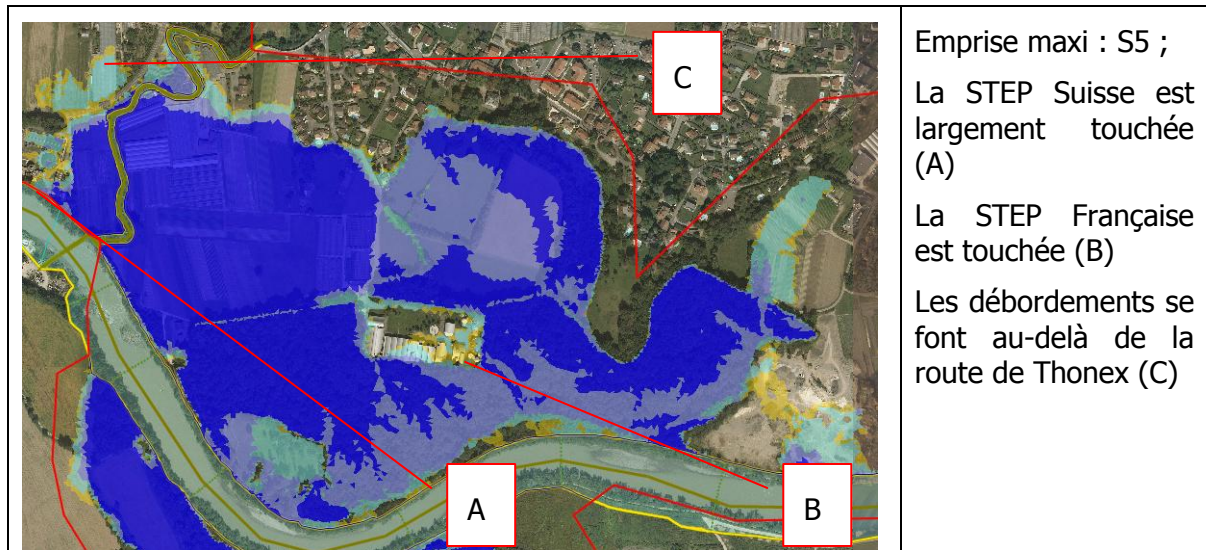 C
A
B
Emprise maxi : S5 ;
La STEP Suisse est
largement touchée
(A)
La STEP Française
est touchée (B)
Les débordements se
font au-delà de la
route de Thonex (C)